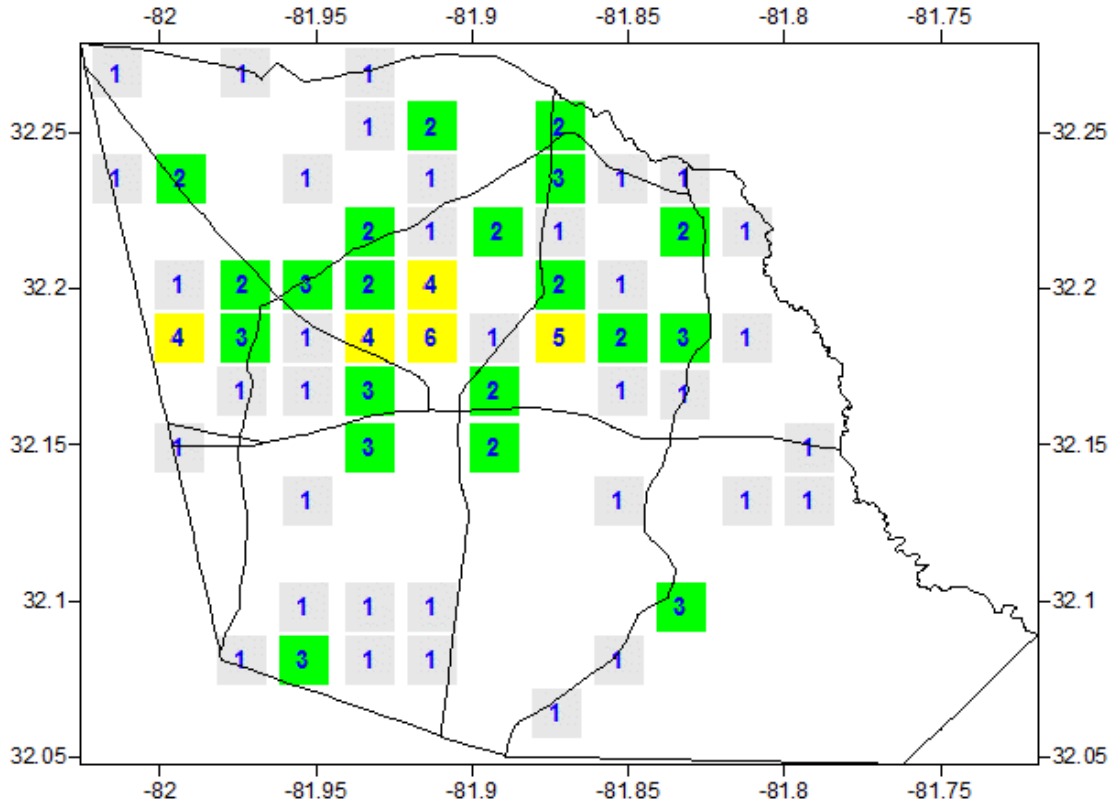 -82 -81.95 -81.9 -81.85 -81.8 -81.75
1 1 1
32.25 1 2 2 32.25
1 2 1 1 3 1 1
2 1 2 1 2 1
32.2 1 2 3 2 4 2 1 32.2
4 3 1 4 6 1 5 2 3 1
1 1 3 2 1 1
32.15 1 3 2 1 32.15
1 1 1 1
32.1 1 1 1 3 32.1
1 3 1 1 1
1
32.05 32.05
-82 -81.95 -81.9 -81.85 -81.8 -81.75